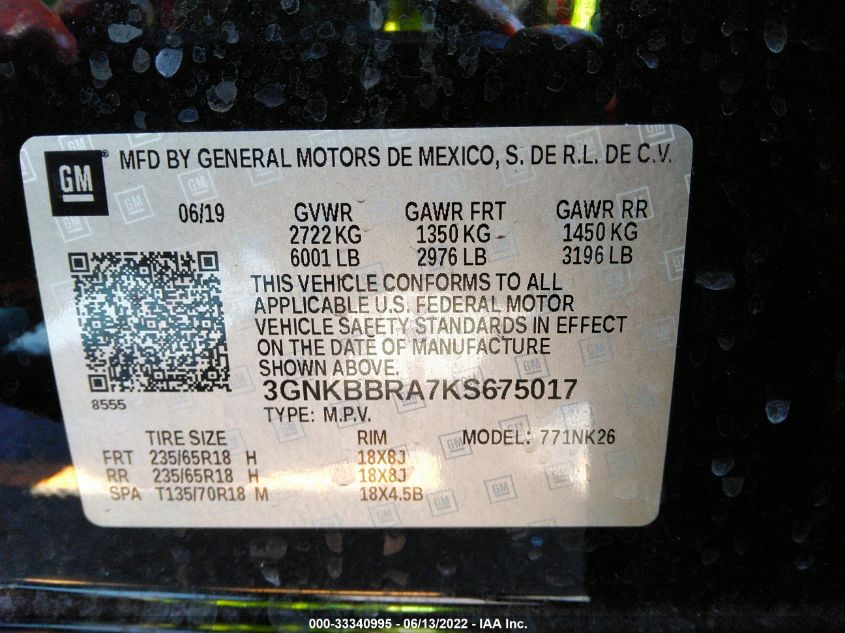 GM®
MFD BY GENERAL MOTORS DE MEXICO, S. DE R.L. DE C.V.
06/19 GVWR GAWR FRT GAWR RR
2722 KG 1350 KG 1450 KG
6001 LB 2976 LB 3196 LB
THIS VEHICLE CONFORMS TO ALL
APPLICABLE U.S. FEDERAL MOTOR
VEHICLE SAFETY STANDARDS IN EFFECT
ON THE DATE OF MANUFACTURE
SHOWN ABOVE.
3GNKBBRA7KS675017
8555
TYPE: M.P.V.
TIRE SIZE RIM MODEL: 771NK26
FRT 235/65R18 H 18X8J
RR 235/65R18 H 18X8J
SPA T135/70R18 M 18X4.5B
000-33340995 - 06/13/2022 - IAA Inc.